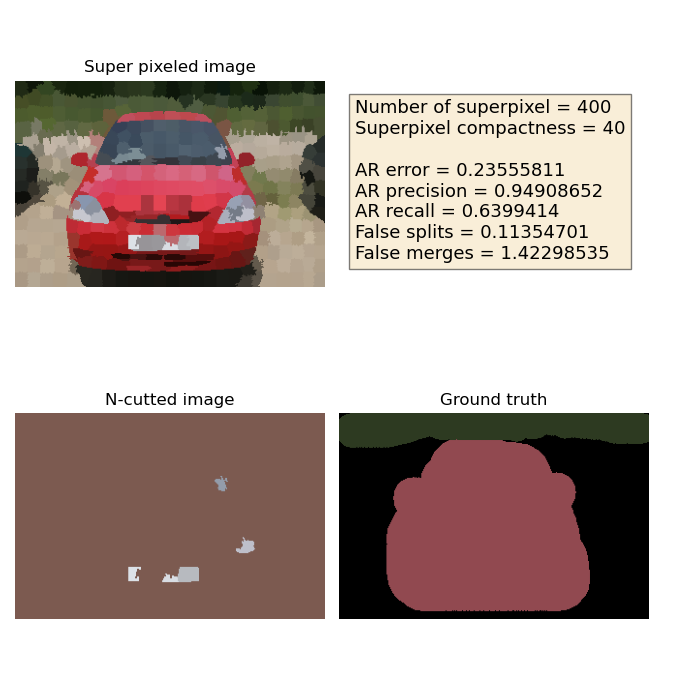 Super pixeled image
Number of superpixel = 400
Superpixel compactness = 40
AR error = 0.23555811
AR precision = 0.94908652
AR recall = 0.6399414
False splits = 0.11354701
False merges = 1.42298535
N-cutted image
Ground truth